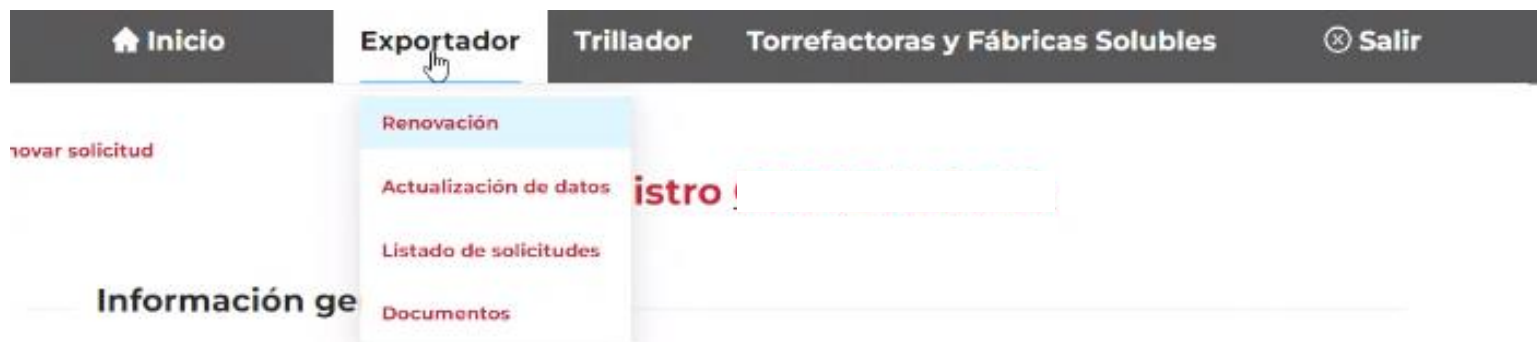 Inicio Exportador Trillador Torrefactoras y Fábricas Solubles Salir
Renovación
novar solicitud
Actualización de datos istro
Listado de solicitudes
Información ge
Documentos